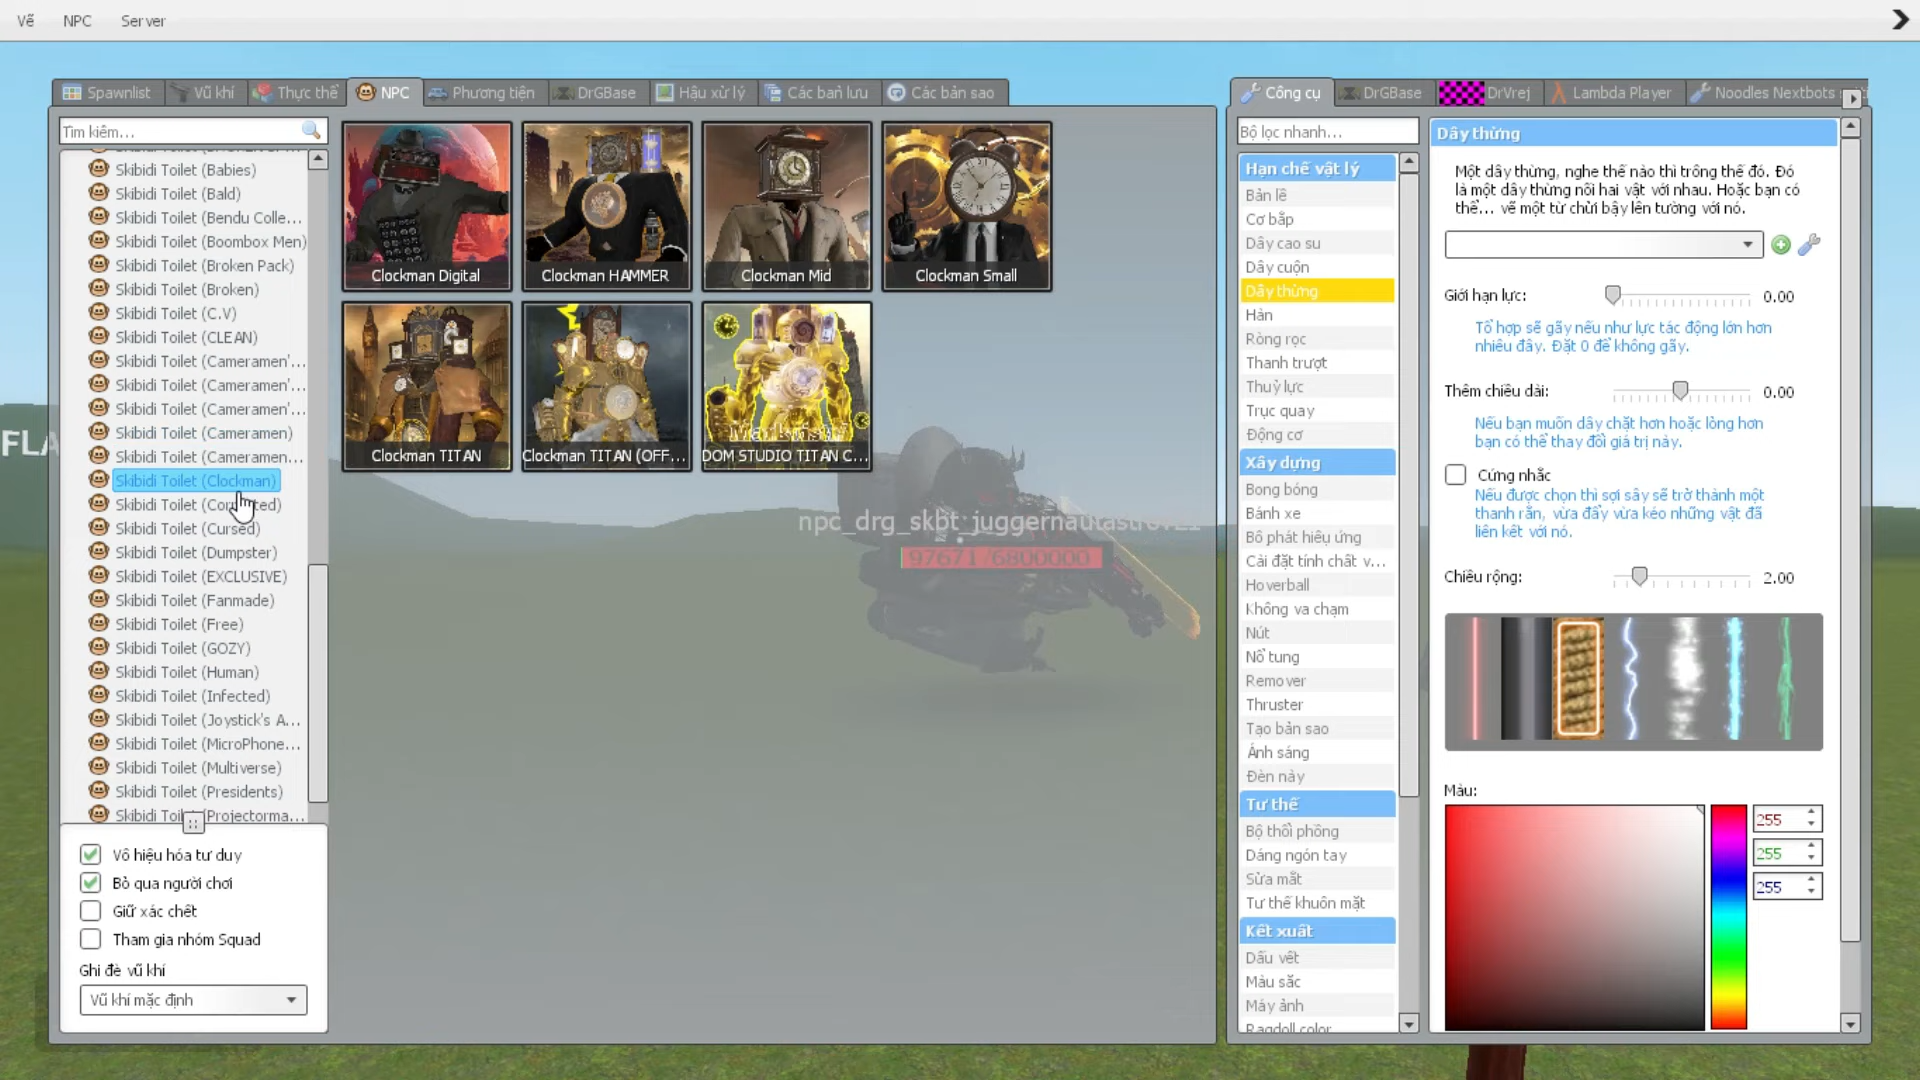 Vẽ NPC Server
Spawnlist Vũ khí Thực thể NPC Phương tiện DrGBase Hậu xử lý Các bản lưu Các bản sao
Tìm kiếm...
Skibidi Toilet (Babies)
Skibidi Toilet (Bald)
Skibidi Toilet (Bendu Colle...
Skibidi Toilet (Boombox Men)
Skibidi Toilet (Broken Pack)
Skibidi Toilet (Broken)
Skibidi Toilet (C.V)
Skibidi Toilet (CLEAN)
Skibidi Toilet (Cameramen'...
Skibidi Toilet (Cameramen'...
Skibidi Toilet (Cameramen'...
Skibidi Toilet (Cameramen)
Skibidi Toilet (Cameramen...
Skibidi Toilet (Clockman)
Skibidi Toilet
Skibidi Toilet (Cursed)
Skibidi Toilet (Dumpster)
Skibidi Toilet (EXCLUSIVE)
Skibidi Toilet (Fanmade)
Skibidi Toilet (Free)
Skibidi Toilet (GOZY)
Skibidi Toilet (Human)
Skibidi Toilet (Infected)
Skibidi Toilet (Joystick's A...
Skibidi Toilet (MicroPhone...
Skibidi Toilet (Multiverse)
Skibidi Toilet (Presidents)
Skibidi (Projectorma...
Vô hiệu hóa tư duy
Bỏ qua người chơi
Giữ xác chết
Tham gia nhóm Squad
Ghi đè vũ khí
Vũ khí mặc định
Clockman Digital
Clockman HAMMER
Clockman Mid
Clockman Small
Clockman TITAN
Clockman TITAN (OFF...
DOM STUDIO TITAN C...
FLA
97671/6800000
Công cụ DrGBase DrVrej Lambda Player Noodles Nextbots
Bộ lọc nhanh...
Hạn chế vật lý
Bản lề
Cơ bắp
Dây cao su
Dây cuộn
Dây thừng
Hàn
Ròng rọc
Thanh trượt
Thuỷ lực
Trục quay
Động cơ
Xây dựng
Bong bóng
Bánh xe
Bộ phát hiệu ứng
Cài đặt tính chất v...
Hoverball
Không va chạm
Nút
Nổ tung
Remover
Thruster
Tạo bản sao
Ánh sáng
Đèn này
Tư thế
Bộ thổi phồng
Dáng ngón tay
Sửa mắt
Tư thế khuôn mặt
Kết xuất
Dấu vết
Màu sắc
Máy ảnh
Ragdoll color
Dây thừng
Một dây thừng, nghe thế nào thì trông thế đó. Đó
là một dây thừng nối hai vật với nhau. Hoặc bạn có
thể... vẽ một từ chửi bậy lên tường với nó.
Giới hạn lực: 0.00
Tổ hợp sẽ gãy nếu như lực tác động lớn hơn
nhiêu đây. Đặt 0 để không gãy.
Thêm chiều dài: 0.00
Nếu bạn muốn dây chặt hơn hoặc lỏng hơn
bạn có thể thay đổi giá trị này.
Cứng nhắc
Nếu được chọn thì sợi sây sẽ trở thành một
thanh rắn, vừa đẩy vừa kéo những vật đã
liên kết với nó.
Chiều rộng: 2.00
Màu:
255
255
255